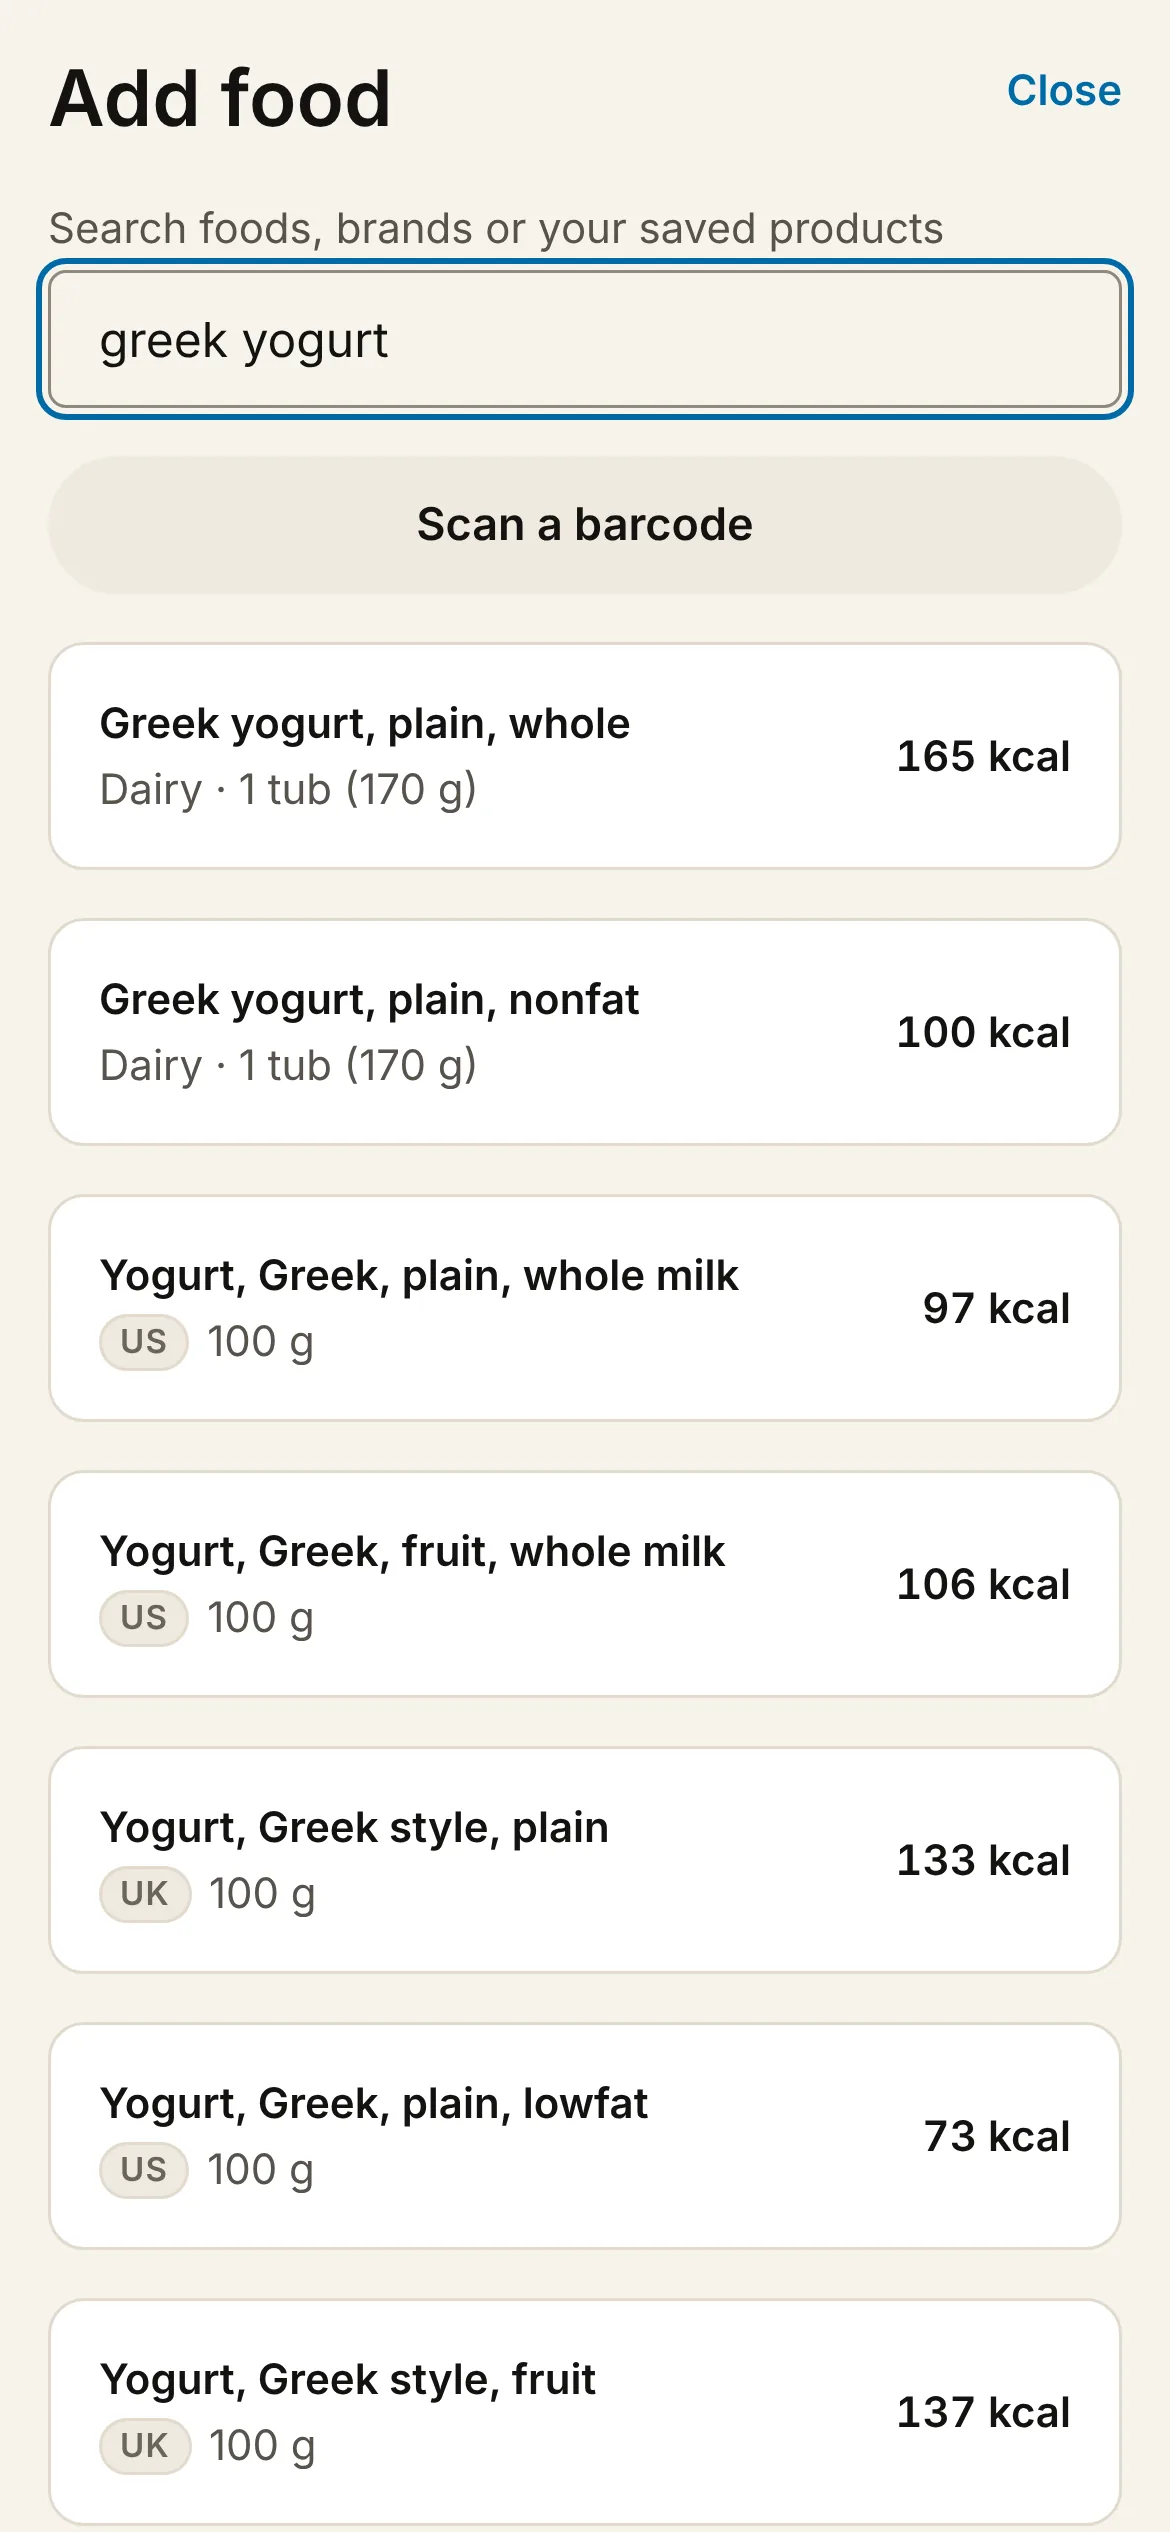 Add food
Close
Search foods, brands or your saved products
greek yogurt
Scan a barcode
Greek yogurt, plain, whole
Dairy · 1 tub (170 g)
165 kcal
Greek yogurt, plain, nonfat
Dairy · 1 tub (170 g)
100 kcal
Yogurt, Greek, plain, whole milk
US 100 g
97 kcal
Yogurt, Greek, fruit, whole milk
US 100 g
106 kcal
Yogurt, Greek style, plain
UK 100 g
133 kcal
Yogurt, Greek, plain, lowfat
US 100 g
73 kcal
Yogurt, Greek style, fruit
UK 100 g
137 kcal